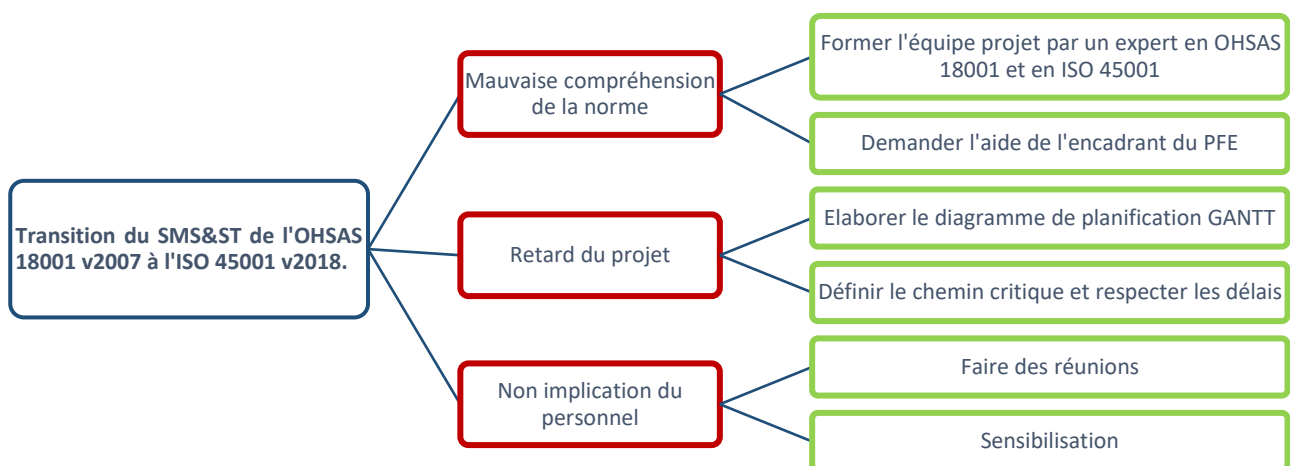 Transition du SMS&ST de l'OHSAS
18001 v2007 à l'ISO 45001 v2018.
Mauvaise compréhension
de la norme
Former l'équipe projet par un expert en OHSAS
18001 et en ISO 45001
Demander l'aide de l'encadrant du PFE
Retard du projet
Elaborer le diagramme de planification GANTT
Définir le chemin critique et respecter les délais
Non implication du
personnel
Faire des réunions
Sensibilisation